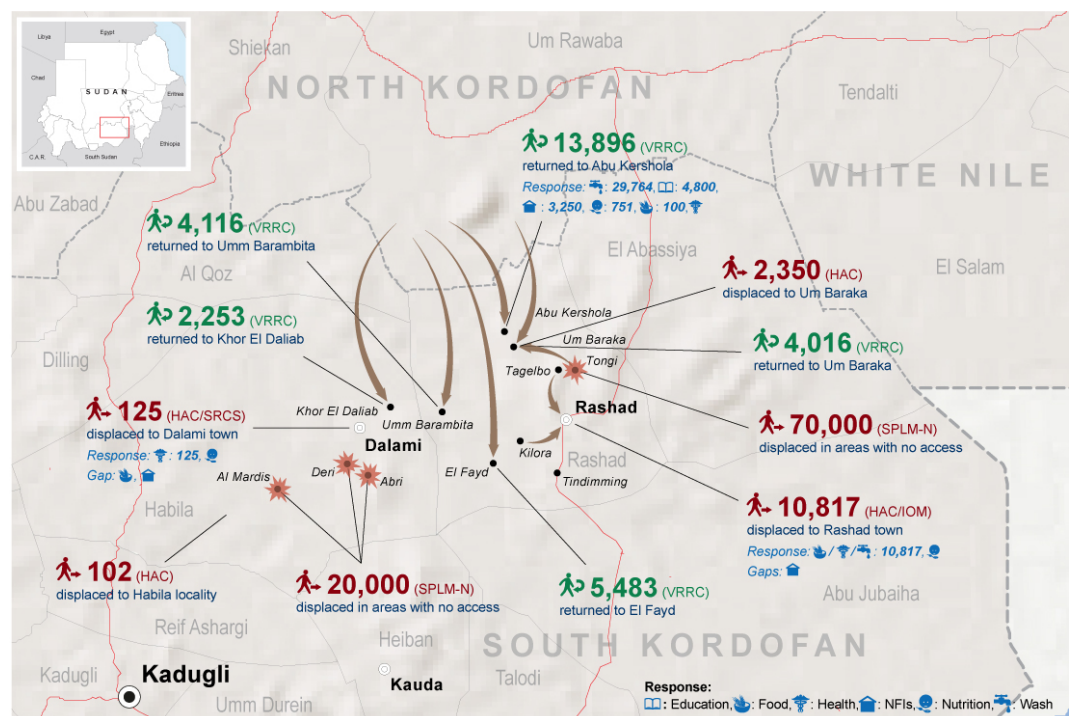 Libya
Egypt
Chad
SUDAN
Eritrea
Ethiopia
C.A.R.
South Sudan
Shiekan
Um Rawaba
NORTH KORDOFAN
Tendalti
13,896 (VRRC)
returned to Abu Kershola
Response: : 29,764, : 4,800,
: 3,250, : 751, : 100,
WHITE NILE
Abu Zabad
4,116 (VRRC)
returned to Umm Barambita
El Abassiya
Al Qoz
2,350 (HAC)
displaced to Um Baraka
El Salam
2,253 (VRRC)
returned to Khor El Daliab
Abu Kershola
Um Baraka
4,016 (VRRC)
returned to Um Baraka
Dilling
Tongi
Tagelbo
125 (HAC/SRCS)
displaced to Dalami town
Response: : 125,
Gap: ,
Khor El Daliab
Umm Barambita
Dalami
Rashad
70,000 (SPLM-N)
displaced in areas with no access
Kilora
Rashad
Al Mardis
Deri
Abri
El Fayd
Tindimming
Habila
10,817 (HAC/IOM)
displaced to Rashad town
Response: / / : 10,817,
Gaps:
102 (HAC)
displaced to Habila locality
20,000 (SPLM-N)
displaced in areas with no access
5,483 (VRRC)
returned to El Fayd
Abu Jubaiha
Reif Ashargi
Heiban
SOUTH KORDOFAN
Kadugli
Kadugli
Kauda
Talodi
Umm Durein
Response:
: Education, : Food, : Health, : NFIs, : Nutrition, : Wash